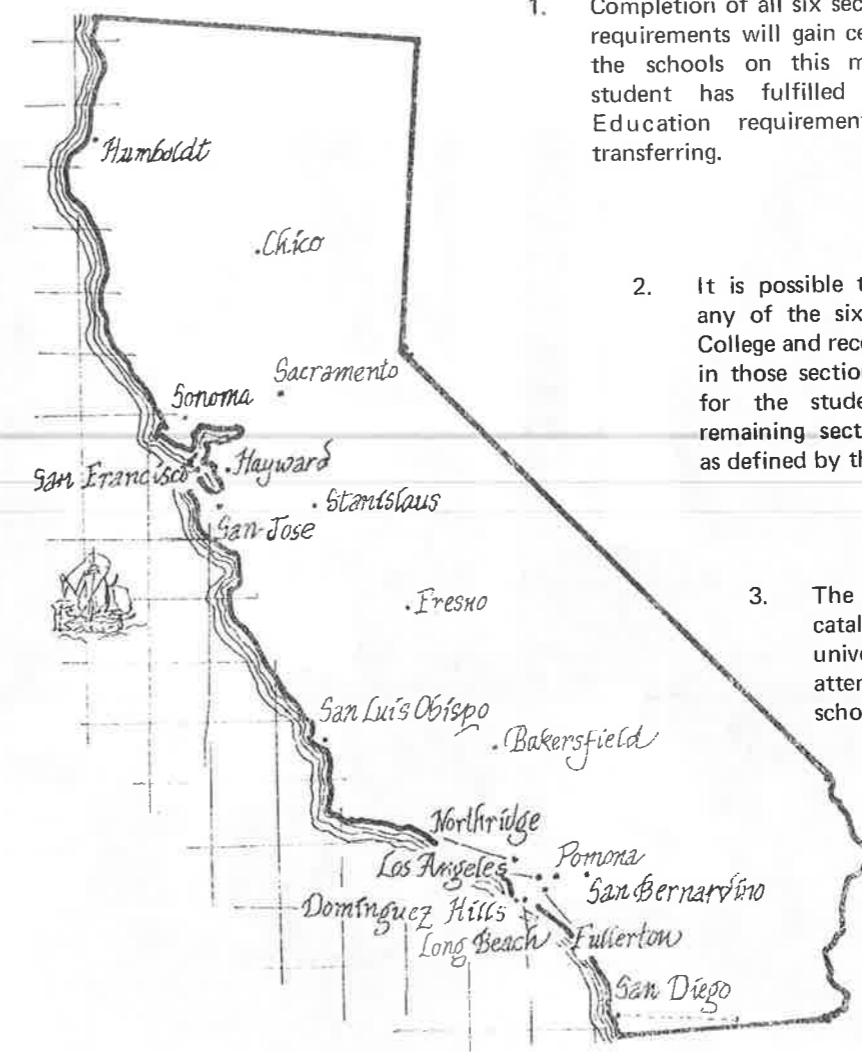 1. Completion of all six sec
requirements will gain ce
the schools on this m
student has fulfilled
Education requirement
transferring.
Humboldt
.Chico
2. It is possible t
any of the six
College and rece
in those section
for the stude
remaining sect
as defined by th
Sacramento
Sonoma
San Francisco
Hayward
Stanislaus
San Jose
Fresno
3. The
catal
unive
atten
scho
San Luis Obispo
Bakersfield
Northridge
Los Angeles
Pomona
San Bernardino
Dominguez Hills
Long Beach
Fullerton
San Diego